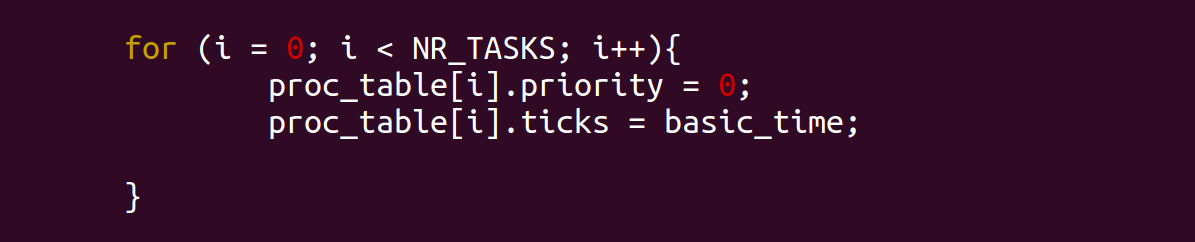 for (i = 0; i < NR_TASKS; i++){
proc_table[i].priority = 0;
proc_table[i].ticks = basic_time;
}